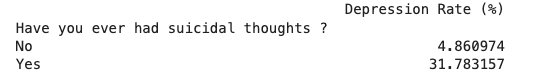 Depression Rate (%)
Have you ever had suicidal thoughts ?
No 4.860974
Yes 31.783157